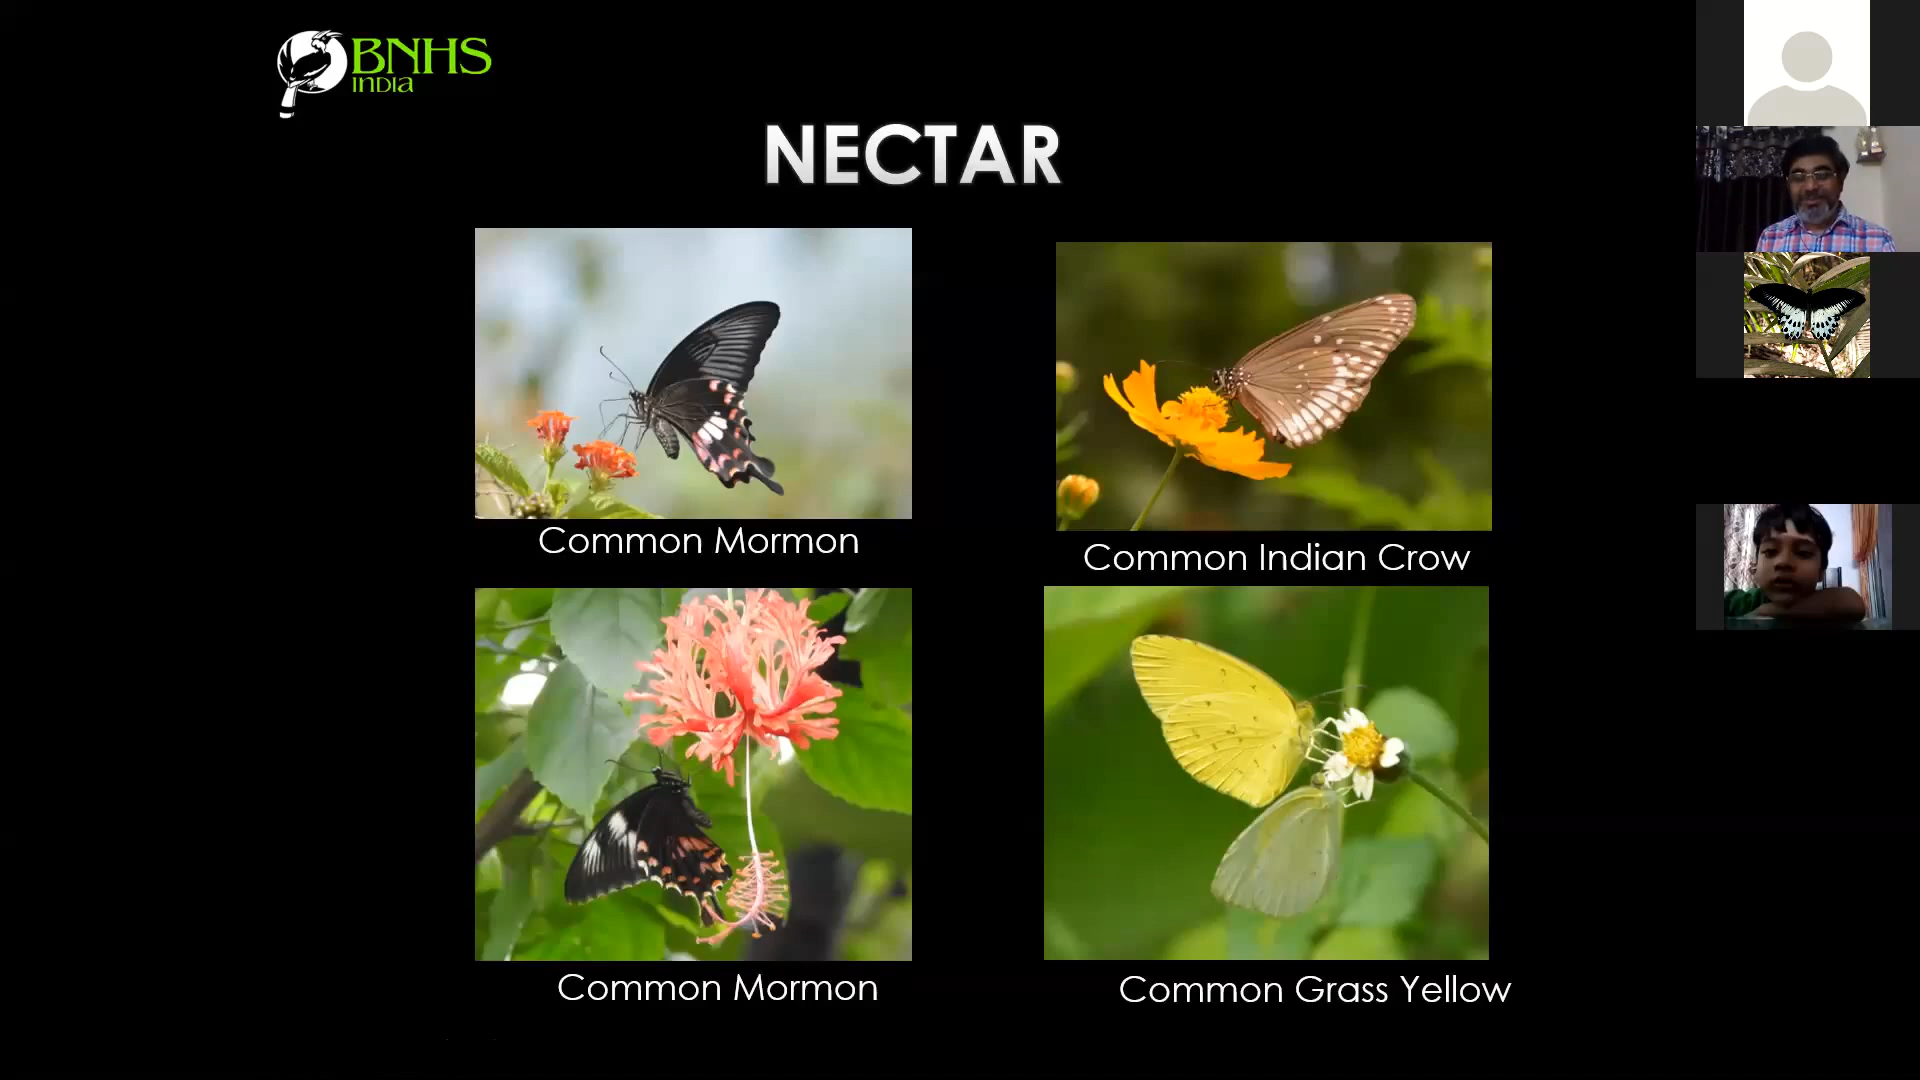 BNHS
INDIA
NECTAR
Common Mormon
Common Indian Crow
Common Mormon
Common Grass Yellow